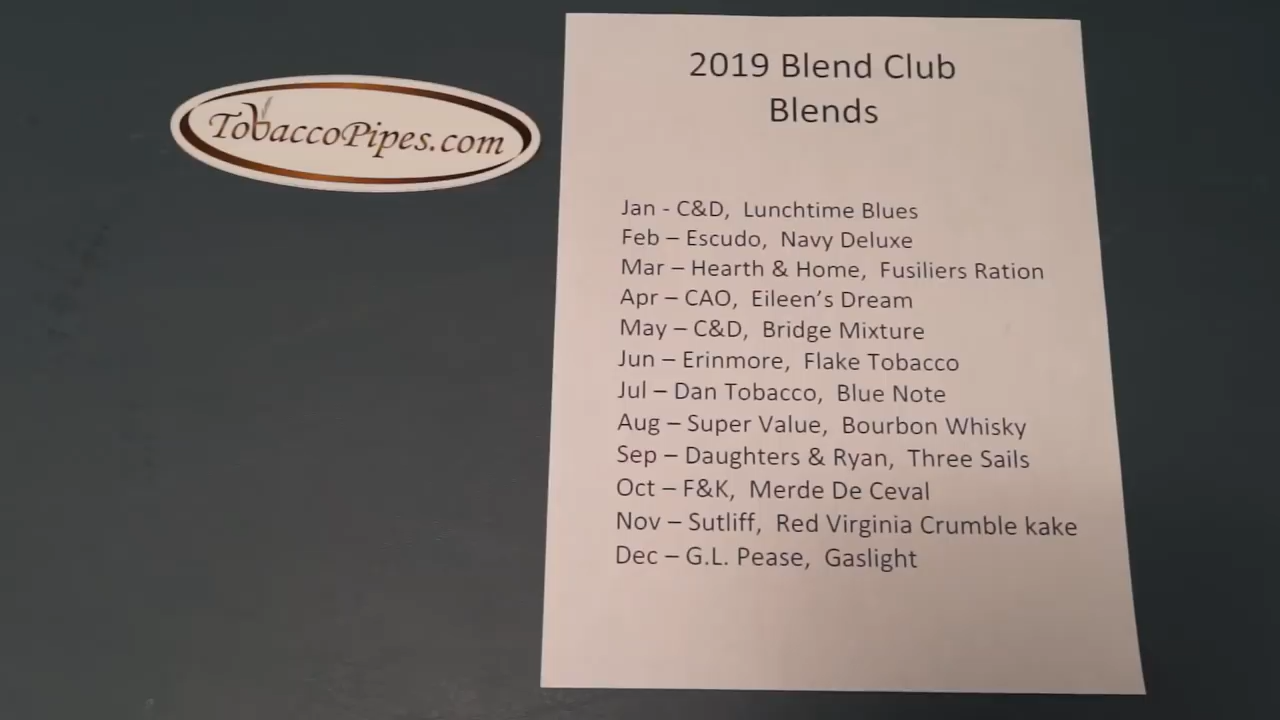 TobaccoPipes.com
2019 Blend Club
Blends
Jan - C&D, Lunchtime Blues
Feb – Escudo, Navy Deluxe
Mar – Hearth & Home, Fusiliers Ration
Apr – CAO, Eileen’s Dream
May – C&D, Bridge Mixture
Jun – Erinmore, Flake Tobacco
Jul – Dan Tobacco, Blue Note
Aug – Super Value, Bourbon Whisky
Sep – Daughters & Ryan, Three Sails
Oct – F&K, Merde De Ceval
Nov – Sutliff, Red Virginia Crumble kake
Dec – G.L. Pease, Gaslight